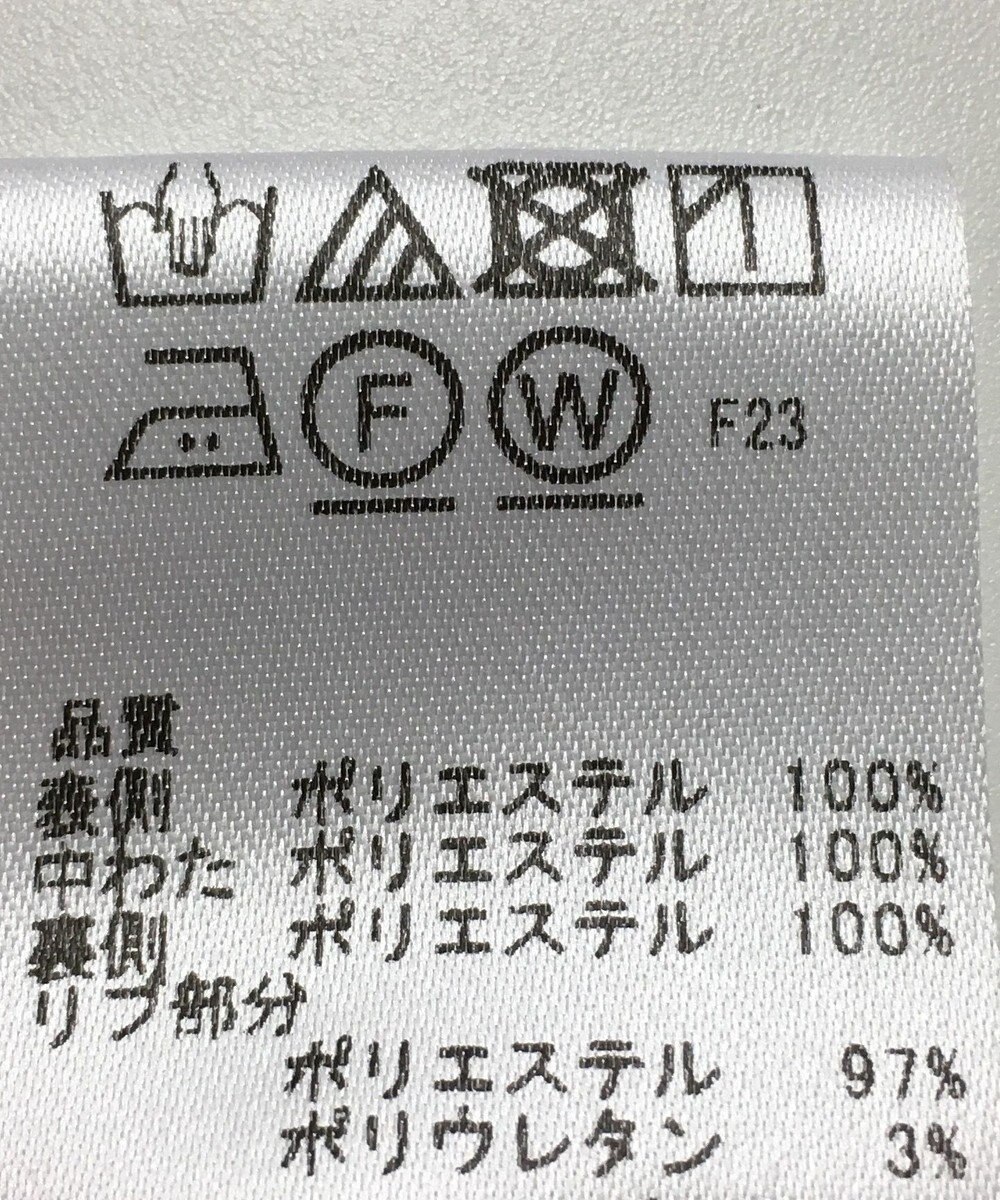 F W F23
品質
表側 ポリエステル 100%
中わた ポリエステル 100%
裏側 ポリエステル 100%
リブ部分
ポリエステル 97%
ポリウレタン 3%